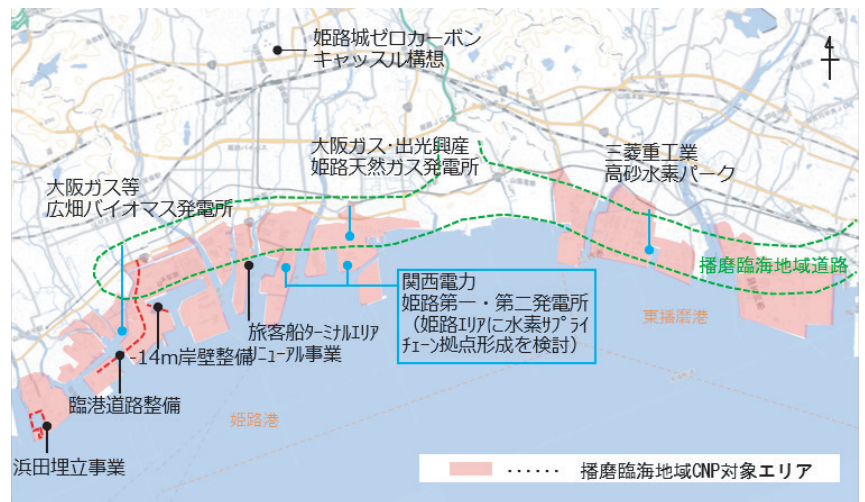 姫路城ゼロカーボン
キャッスル構想
大阪ガス・出光興産
姫路天然ガス発電所
三菱重工業
高砂水素パーク
大阪ガス等
広畑バイオマス発電所
播磨臨海地域道路
関西電力
姫路第一・第二発電所
（姫路ｴﾘｱに水素ｻﾌﾟﾗｲ
ﾁｪｰﾝ拠点形成を検討）
東播磨港
旅客船ﾀｰﾐﾅﾙｴﾘｱ
ﾘﾆｭｰｱﾙ事業
-14m岸壁整備
臨港道路整備
姫路港
浜田埋立事業
‥‥‥ 播磨臨海地域CNP対象エリア